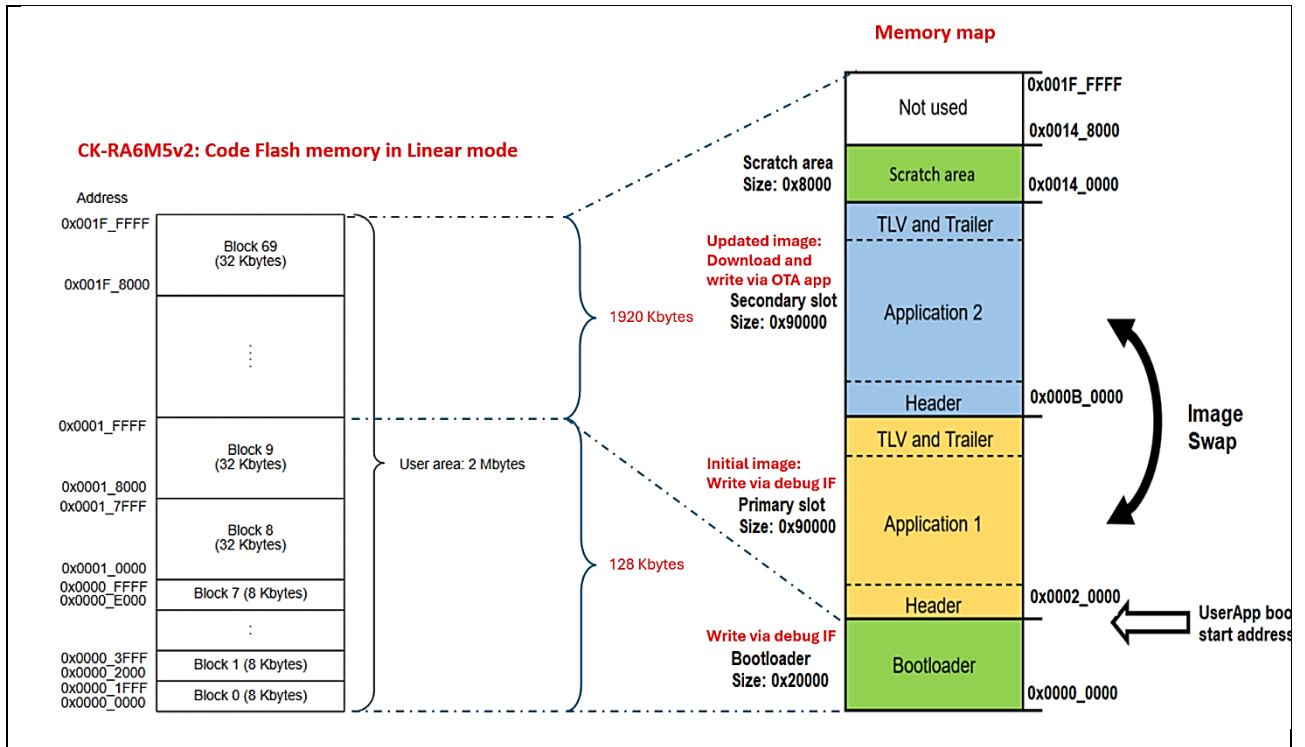 Memory map
CK-RA6M5v2: Code Flash memory in Linear mode
Address
0x001F_FFFF
Block 69
(32 Kbytes)
0x001F_8000
⋮
0x0001_FFFF
Block 9
(32 Kbytes)
0x0001_8000
0x0001_7FFF
Block 8
(32 Kbytes)
0x0001_0000
0x0000_FFFF
0x0000_E000
Block 7 (8 Kbytes)
:
0x0000_3FFF
0x0000_2000
Block 1 (8 Kbytes)
0x0000_1FFF
0x0000_0000
Block 0 (8 Kbytes)
User area: 2 Mbytes
1920 Kbytes
128 Kbytes
0x001F_FFFF
Not used
0x0014_8000
Scratch area
Size: 0x8000
Scratch area
0x0014_0000
Updated image:
Download and
write via OTA app
Secondary slot
Size: 0x90000
TLV and Trailer
Application 2
Header
0x000B_0000
Initial image:
Write via debug IF
Primary slot
Size: 0x90000
TLV and Trailer
Application 1
Header
0x0002_0000
Write via debug IF
Bootloader
Size: 0x20000
Bootloader
0x0000_0000
Image
Swap
UserApp boo
start address